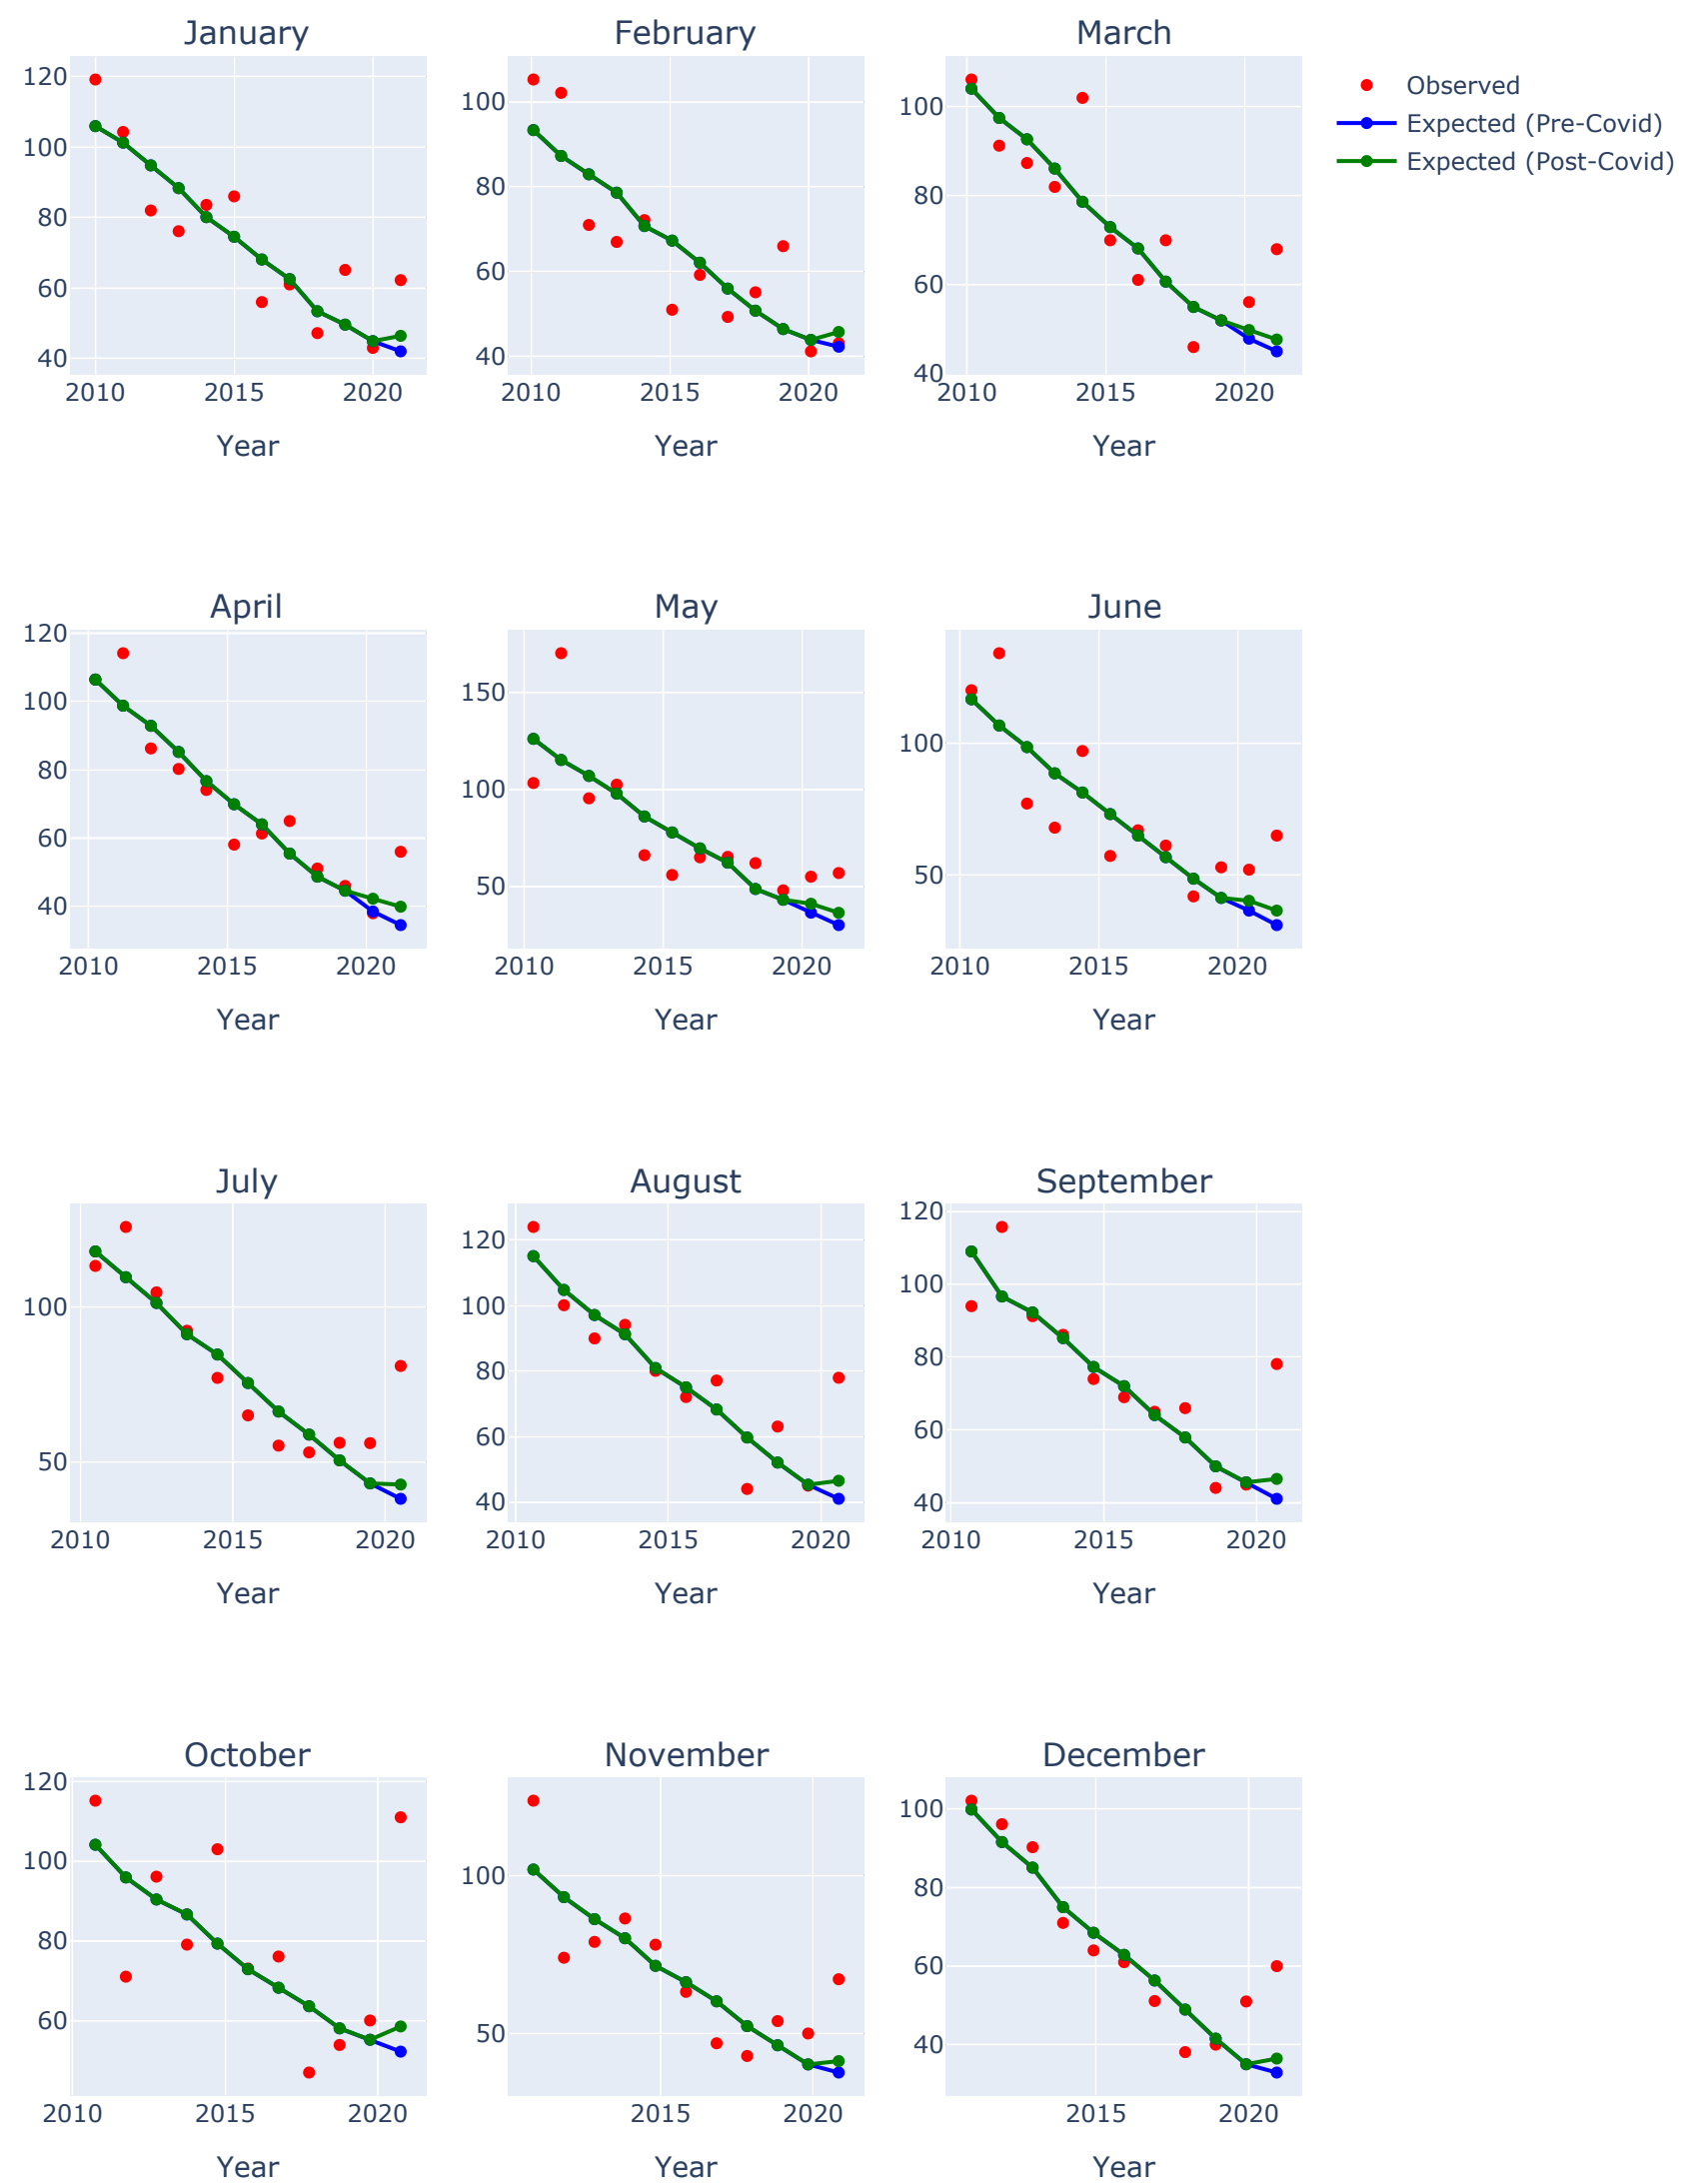 January
February
March
120
100
80
60
40
2010
2015
2020
Year
100
80
60
40
2010
2015
2020
Year
100
80
60
40
2010
2015
2020
Year
Observed
Expected (Pre-Covid)
Expected (Post-Covid)
April
May
June
120
100
80
60
40
2010
2015
2020
Year
150
100
50
2010
2015
2020
Year
100
50
2010
2015
2020
Year
July
August
September
100
50
2010
2015
2020
Year
120
100
80
60
40
2010
2015
2020
Year
120
100
80
60
40
2010
2015
2020
Year
October
November
December
120
100
80
60
2010
2015
2020
Year
100
50
2015
2020
Year
100
80
60
40
2015
2020
Year